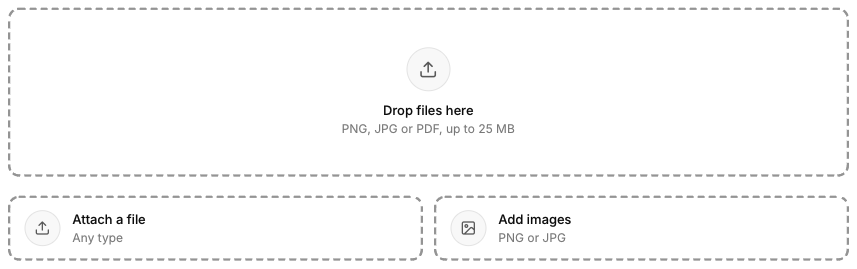 Drop files here
PNG, JPG or PDF, up to 25 MB
Attach a file
Any type
Add images
PNG or JPG